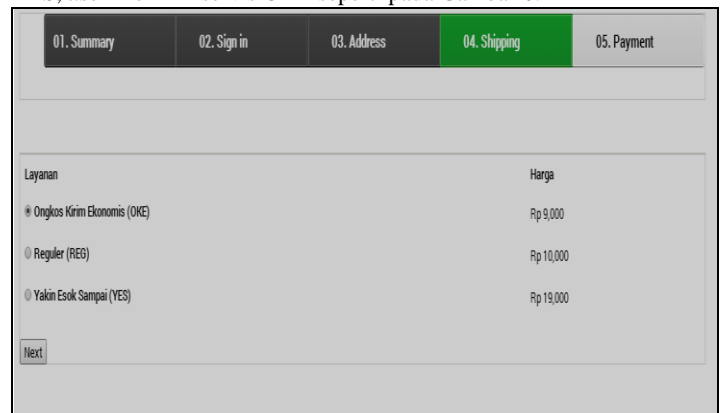 01. Summary 02. Sign in 03. Address 04. Shipping 05. Payment
Layanan Harga
Ongkos Kirim Ekonomis (OKE) Rp 9,000
Reguler (REG) Rp 10,000
Yakin Esok Sampai (YES) Rp 19,000
Next